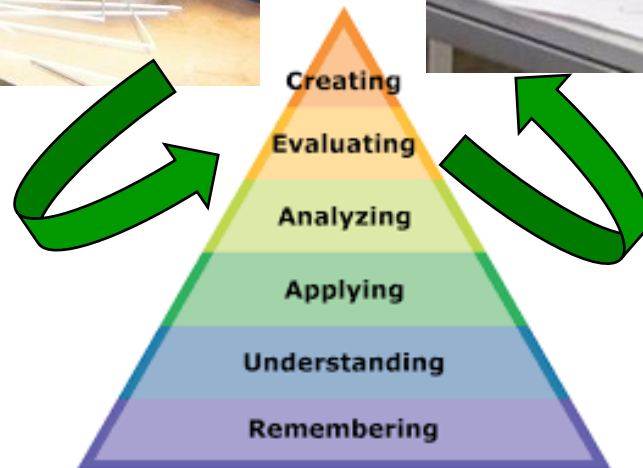 Creating
Evaluating
Analyzing
Applying
Understanding
Remembering